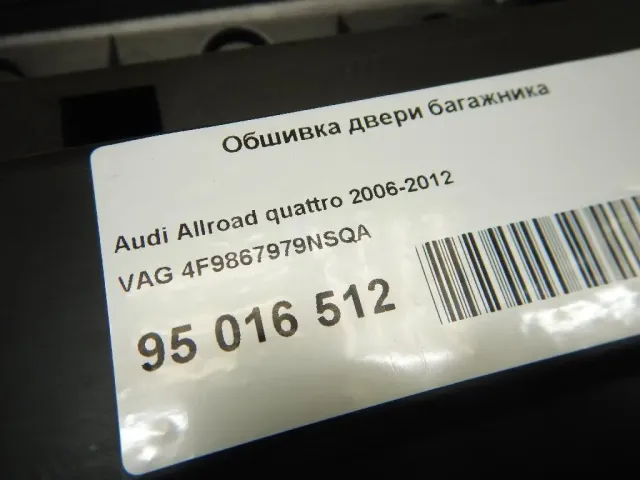 Обшивка двери багажника
Audi Allroad quattro 2006-2012
VAG 4F9867979NSQA
95 016 512